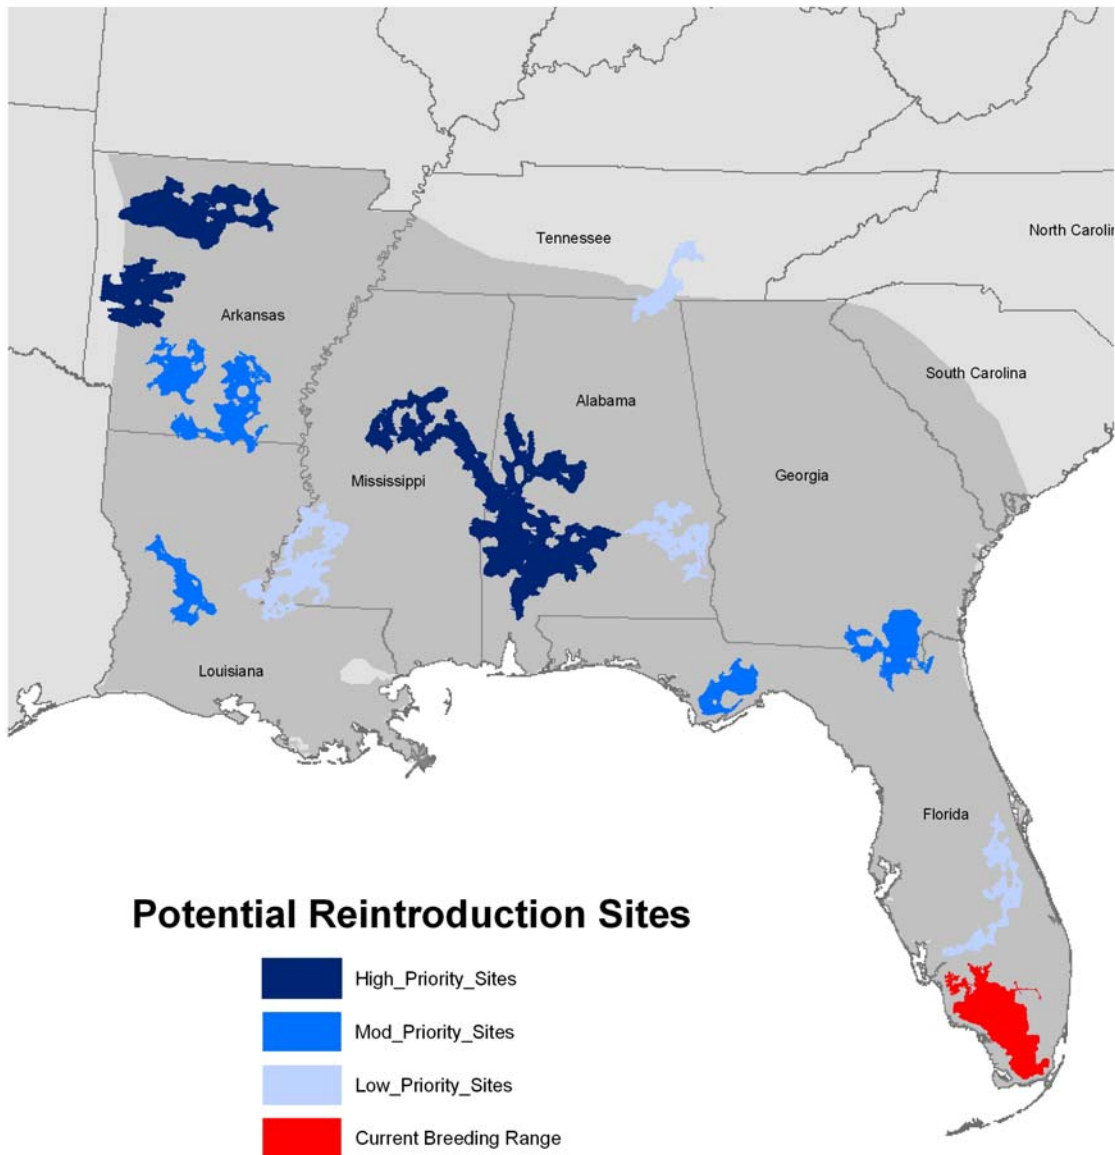 Tennessee
North Carolin
Arkansas
South Carolina
Alabama
Georgia
Mississippi
Louisiana
Florida
Potential Reintroduction Sites
High_Priority_Sites
Mod_Priority_Sites
Low_Priority_Sites
Current Breeding Range